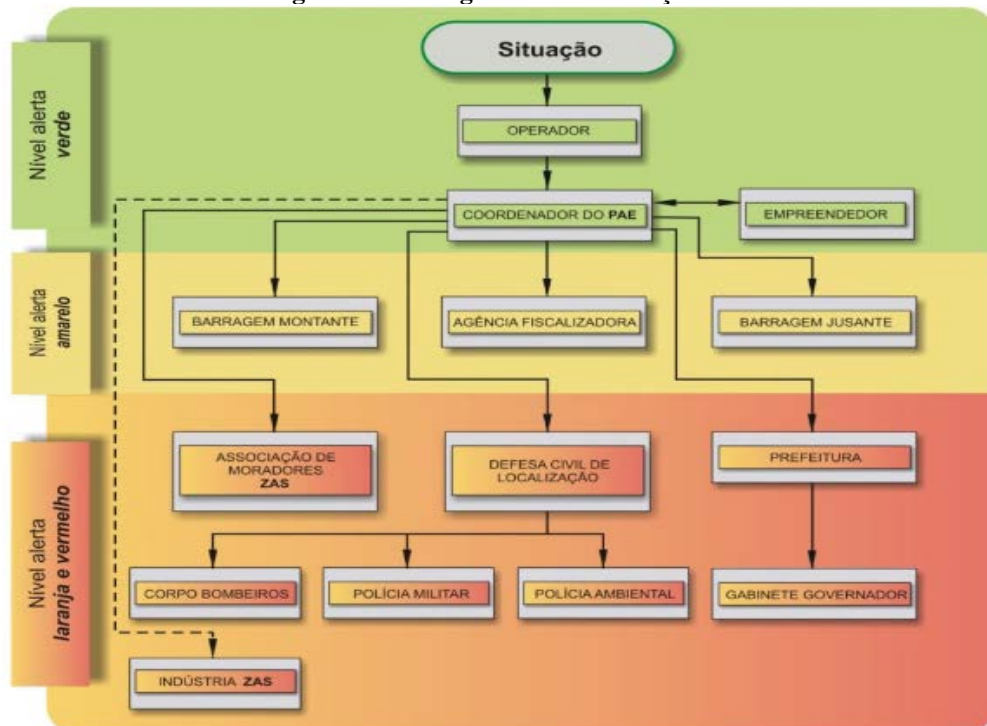 Situação
Nível alerta
verde
OPERADOR
COORDENADOR DO PAE
EMPREENDEDOR
Nível alerta
amarelo
BARRAGEM MONTANTE
AGÊNCIA FISCALIZADORA
BARRAGEM JUSANTE
Nível alerta
laranja e vermelho
ASSOCIAÇÃO DE
MORADORES
ZAS
DEFESA CIVIL DE
LOCALIZAÇÃO
PREFEITURA
CORPO BOMBEIROS
POLÍCIA MILITAR
POLÍCIA AMBIENTAL
GABINETE GOVERNADOR
INDÚSTRIA ZAS